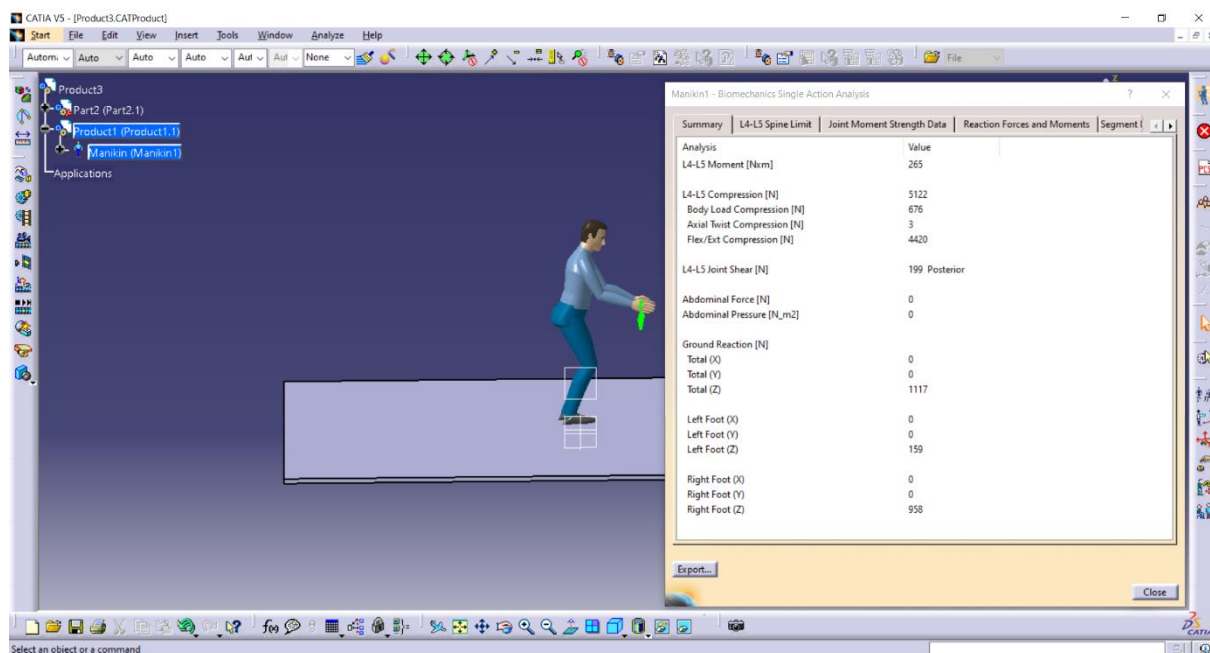 CATIA V5 - [Product3.CATProduct]
Start File Edit View Insert Tools Window Analyze Help
Automi Auto Auto Auto Aut Aut None File
Product3
Part2 (Part2.1)
Product1 (Product1.1)
Manikin (Manikin1)
Applications
z
Manikin1 - Biomechanics Single Action Analysis ? ×
Summary L4-L5 Spine Limit Joint Moment Strength Data Reaction Forces and Moments Segment
Analysis Value
L4-L5 Moment [Nxm] 265
L4-L5 Compression [N] 5122
Body Load Compression [N] 676
Axial Twist Compression [N] 3
Flex/Ext Compression [N] 4420
L4-L5 Joint Shear [N] 199 Posterior
Abdominal Force [N] 0
Abdominal Pressure [N_m2] 0
Ground Reaction [N]
Total (X) 0
Total (Y) 0
Total (Z) 1117
Left Foot (X) 0
Left Foot (Y) 0
Left Foot (Z) 159
Right Foot (X) 0
Right Foot (Y) 0
Right Foot (Z) 958
Export...
Close
f(x)
CATIA
Select an object or a command